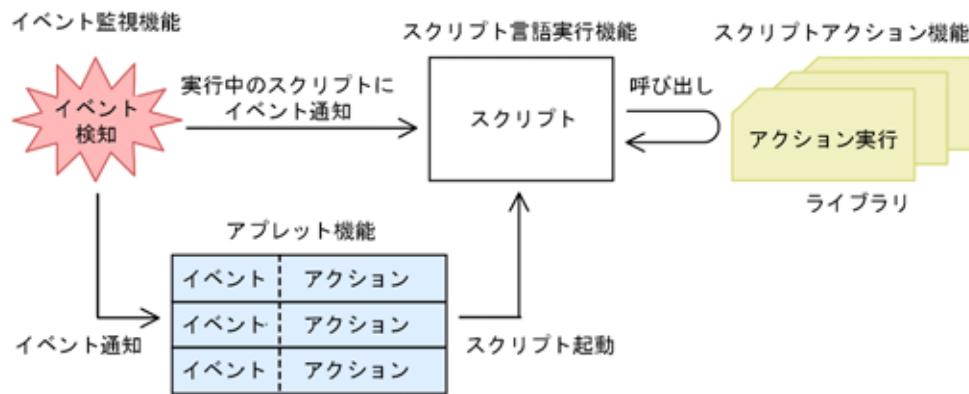 イベント監視機能
スクリプト言語実行機能
スクリプトアクション機能
イベント
検知
実行中のスクリプトに
イベント通知
スクリプト
呼び出し
アクション実行
ライブラリ
アプレット機能
イベント アクション
イベント アクション
イベント アクション
イベント通知
スクリプト起動